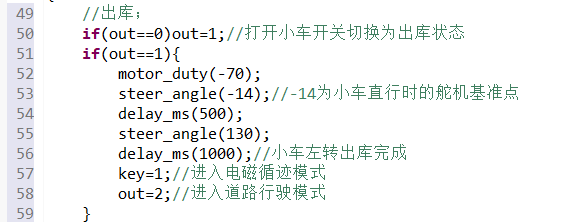 49 //出库；
50 if(out==0)out=1;//打开小车开关切换为出库状态
51 if(out==1){
52 motor_duty(-70);
53 steer_angle(-14);//-14为小车直行时的舵机基准点
54 delay_ms(500);
55 steer_angle(130);
56 delay_ms(1000);//小车左转出库完成
57 key=1;//进入电磁循迹模式
58 out=2;//进入道路行驶模式
59 }